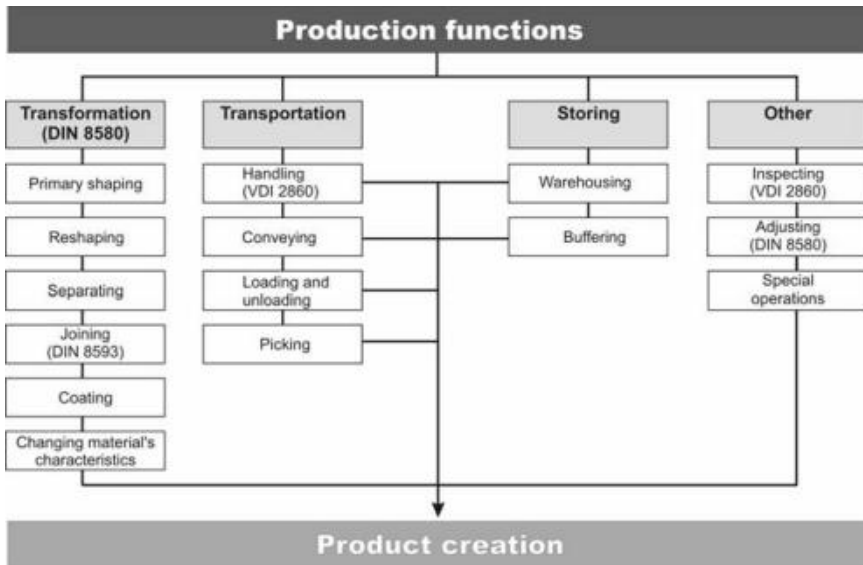 Production functions
Transformation
(DIN 8580)
Primary shaping
Reshaping
Separating
Joining
(DIN 8593)
Coating
Changing material's
characteristics
Transportation
Handling
(VDI 2860)
Conveying
Loading and
unloading
Picking
Storing
Warehousing
Buffering
Other
Inspecting
(VDI 2860)
Adjusting
(DIN 8580)
Special
operations
Product creation